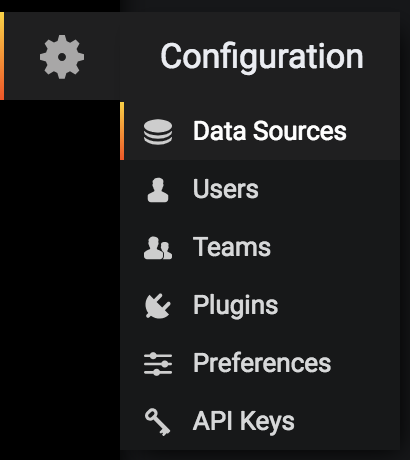 Configuration
Data Sources
Users
Teams
Plugins
Preferences
API Keys